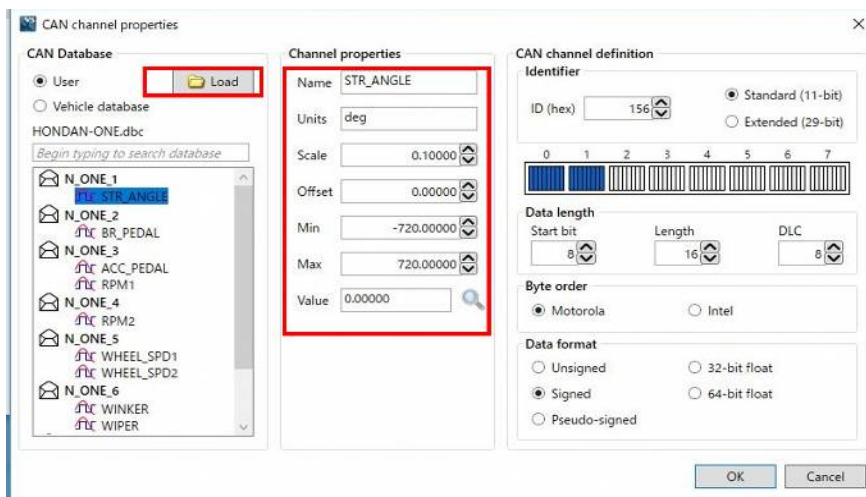 CAN channel properties
CAN Database
User
Load
Vehicle database
HONDAN-ONE.dbc
Begin typing to search database
N_ONE_1
STR_ANGLE
N_ONE_2
BR_PEDAL
N_ONE_3
ACC_PEDAL
RPM1
N_ONE_4
RPM2
N_ONE_5
WHEEL_SPD1
WHEEL_SPD2
N_ONE_6
WINKER
WIPER
Channel properties
Name STR_ANGLE
Units deg
Scale 0.10000
Offset 0.00000
Min -720.00000
Max 720.00000
Value 0.00000
CAN channel definition
Identifier
ID (hex) 156
Standard (11-bit)
Extended (29-bit)
0 1 2 3 4 5 6 7
Data length
Start bit Length DLC
8 16 8
Byte order
Motorola Intel
Data format
Unsigned 32-bit float
Signed 64-bit float
Pseudo-signed
OK Cancel